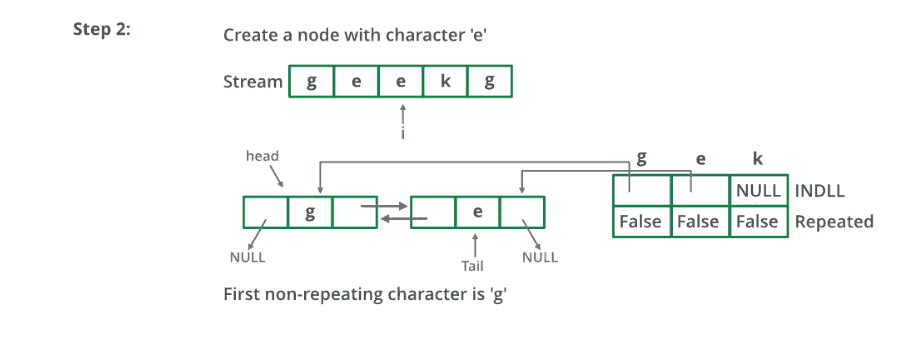 Step 2:
Create a node with character 'e'
Stream g e e k g
i
head
g e k
NULL INDLL
g e
False False False Repeated
NULL
Tail
NULL
First non-repeating character is 'g'